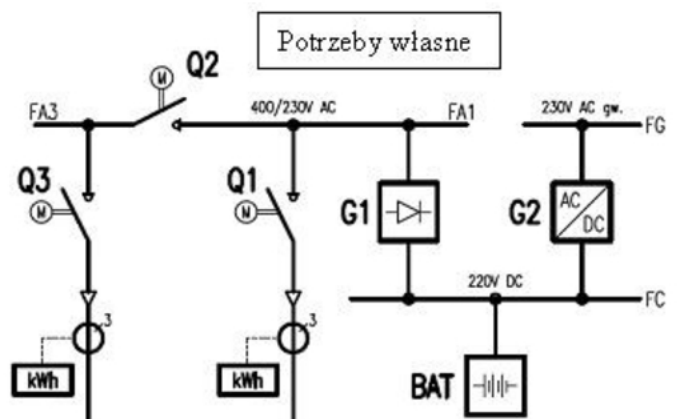 Potrzeby własne
M Q2
FA3 400/230V AC FA1 230V AC gw. FG
Q3 M
Q1 M
G1
G2 AC DC
220V DC FC
3 kWh
3 kWh
BAT